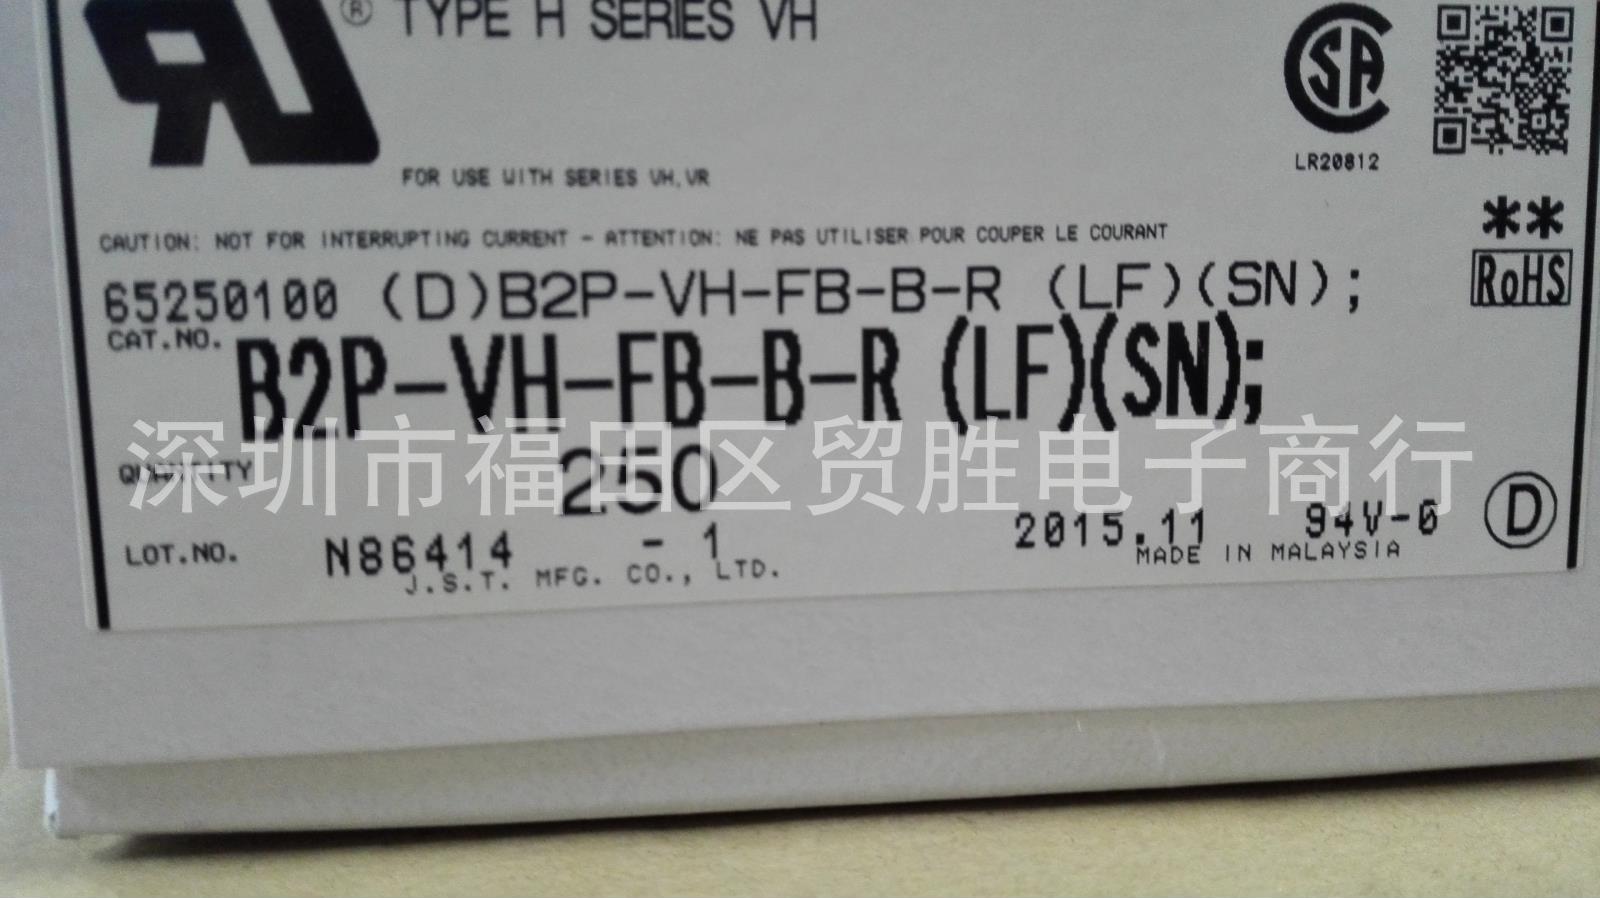 ® TYPE H SERIES VH
CSA
LR20812
FOR USE WITH SERIES VH,VR
CAUTION: NOT FOR INTERRUPTING CURRENT - ATTENTION: NE PAS UTILISER POUR COUPER LE COURANT
**
RoHS
65250100 (D)B2P-VH-FB-B-R (LF)(SN);
CAT.NO. B2P-VH-FB-B-R (LF)(SN);
深圳市福田区贸胜电子商行
QUANTITY 250
LOT.NO. N86414 - 1 2015.11 94V-0 D
J.S.T. MFG. CO., LTD. MADE IN MALAYSIA